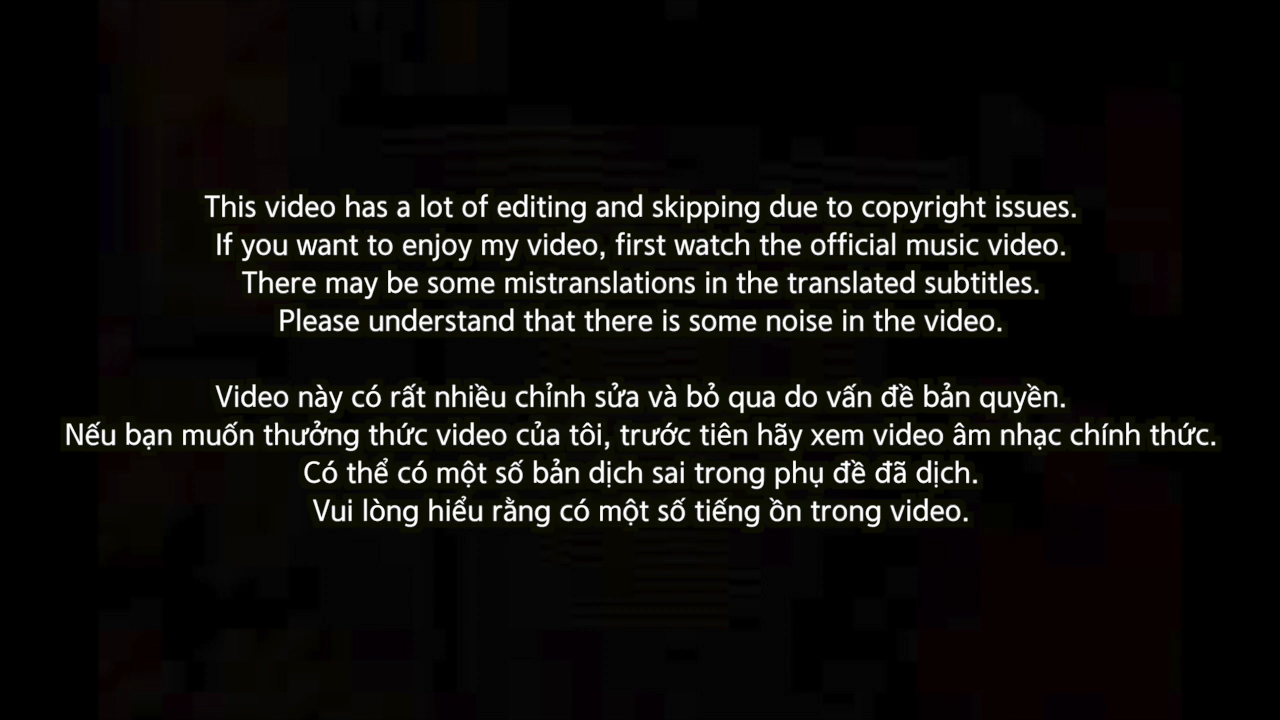 This video has a lot of editing and skipping due to copyright issues.
If you want to enjoy my video, first watch the official music video.
There may be some mistranslations in the translated subtitles.
Please understand that there is some noise in the video.
Video này có rất nhiều chỉnh sửa và bỏ qua do vấn đề bản quyền.
Nếu bạn muốn thưởng thức video của tôi, trước tiên hãy xem video âm nhạc chính thức.
Có thể có một số bản dịch sai trong phụ đề đã dịch.
Vui lòng hiểu rằng có một số tiếng ồn trong video.